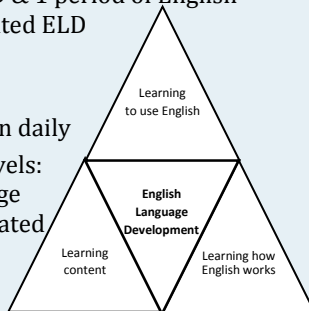 & 1 period of English
ted ELD
n daily
vels:
ge
ated
Learning
to use English
English
Language
Development
Learning
content
Learning how
English works